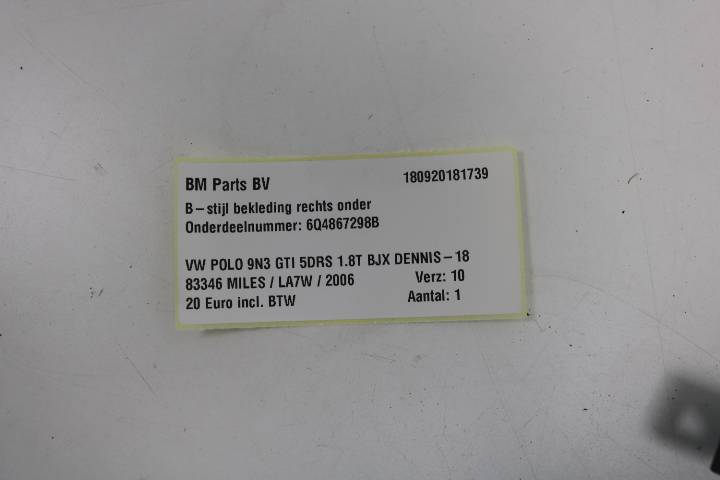 BM Parts BV 180920181739
B-stijl bekleding rechts onder
Onderdeelnummer: 6Q4867298B
VW POLO 9N3 GTI 5DRS 1.8T BJX DENNIS-18
83346 MILES / LA7W / 2006 Verz: 10
20 Euro incl. BTW Aantal: 1